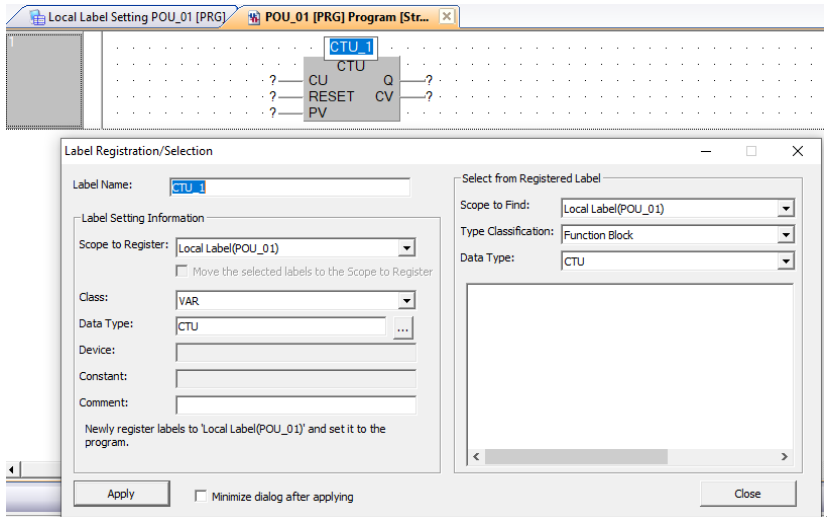 Local Label Setting POU_01 [PRG]
POU_01 [PRG] Program [Str...
1
CTU_1
CTU
? CU Q ?
? RESET CV ?
? PV
Label Registration/Selection
Label Name: CTU_1
Label Setting Information
Scope to Register: Local Label(POU_01)
Move the selected labels to the Scope to Register
Class: VAR
Data Type: CTU ...
Device:
Constant:
Comment:
Newly register labels to 'Local Label(POU_01)' and set it to the
program.
Select from Registered Label
Scope to Find: Local Label(POU_01)
Type Classification: Function Block
Data Type: CTU
Apply
Minimize dialog after applying
Close